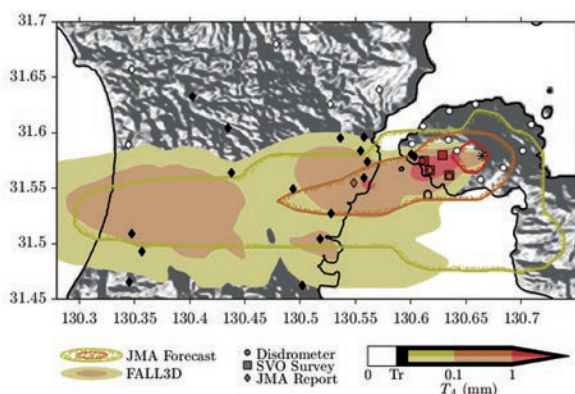 31.7
31.65
31.6
31.55
31.5
31.45
130.3 130.35 130.4 130.45 130.5 130.55 130.6 130.65 130.7
JMA Forecast
FALL3D
Disdrometer
SVO Survey
JMA Report
0 Tr 0.1 1
T_A (mm)